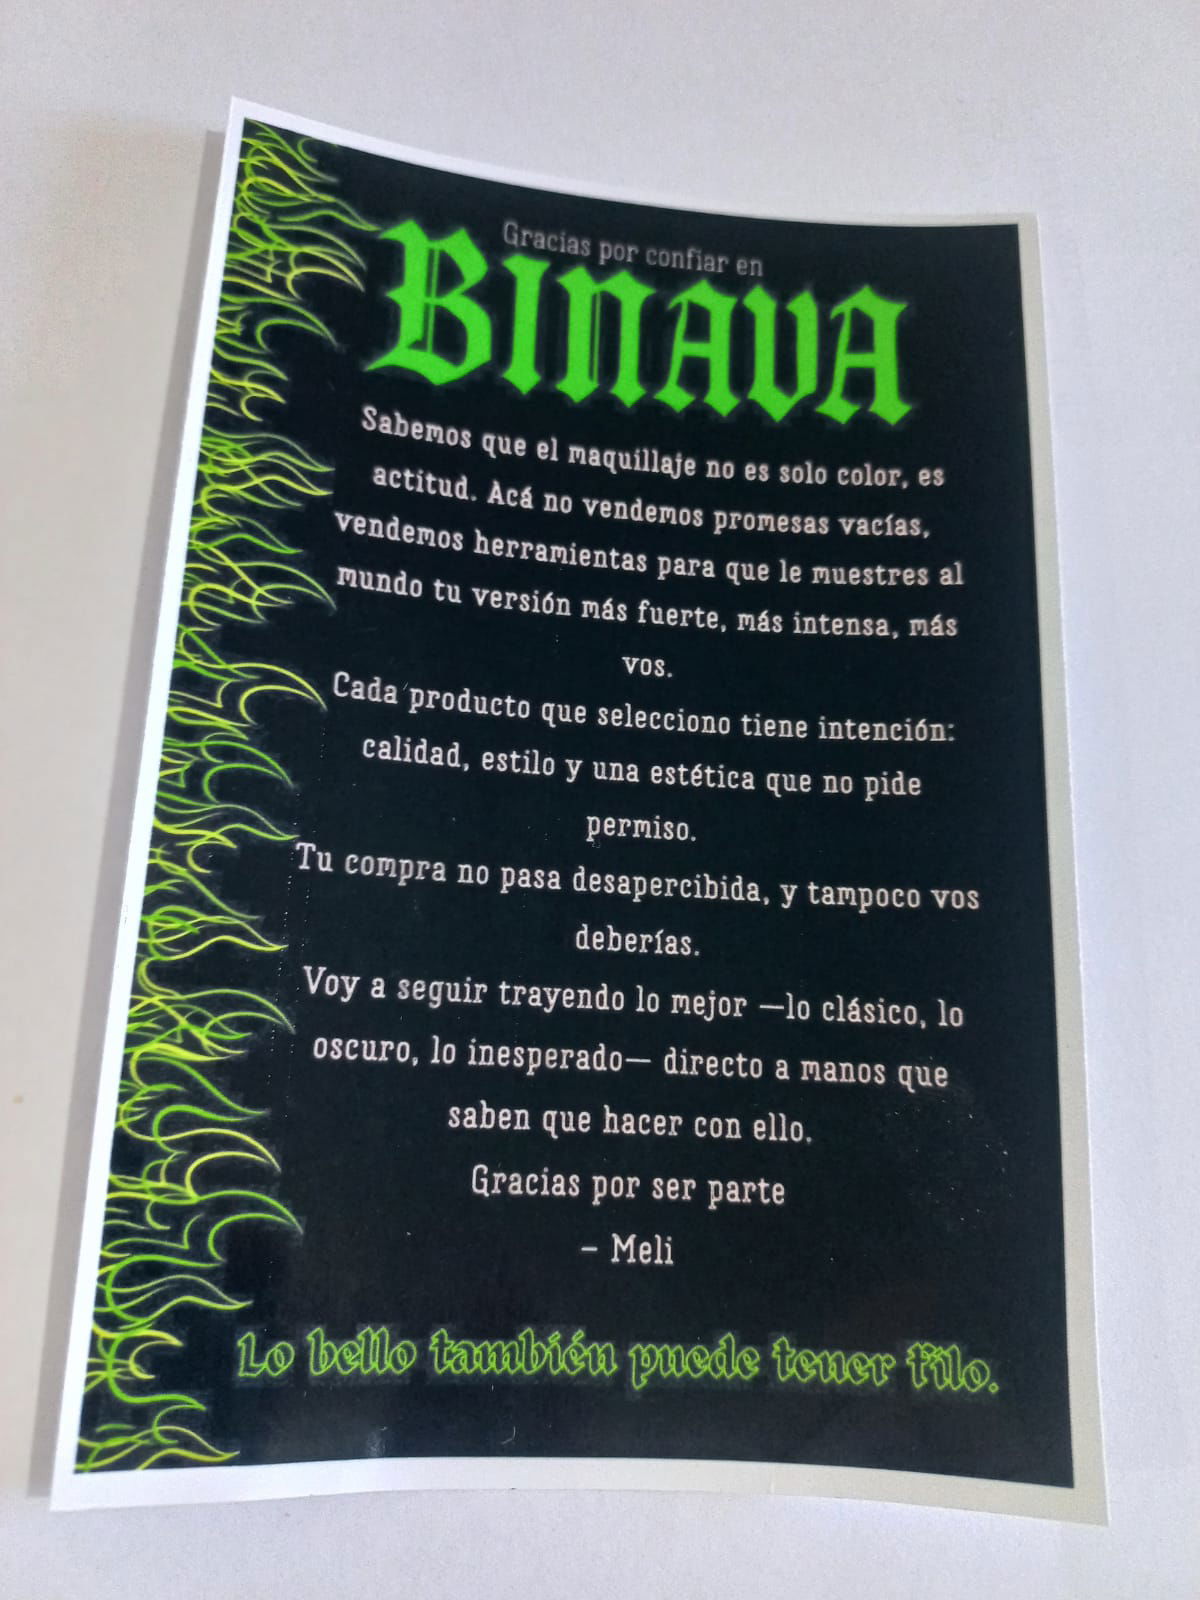 Gracias por confiar en
BINAVA
Sabemos que el maquillaje no es solo color, es
actitud. Acá no vendemos promesas vacías,
vendemos herramientas para que le muestres al
mundo tu versión más fuerte, más intensa, más
vos.
Cada producto que selecciono tiene intención:
calidad, estilo y una estética que no pide
permiso.
Tu compra no pasa desapercibida, y tampoco vos
deberías.
Voy a seguir trayendo lo mejor —lo clásico, lo
oscuro, lo inesperado— directo a manos que
saben que hacer con ello.
Gracias por ser parte
- Meli
Lo bello también puede tener filo.